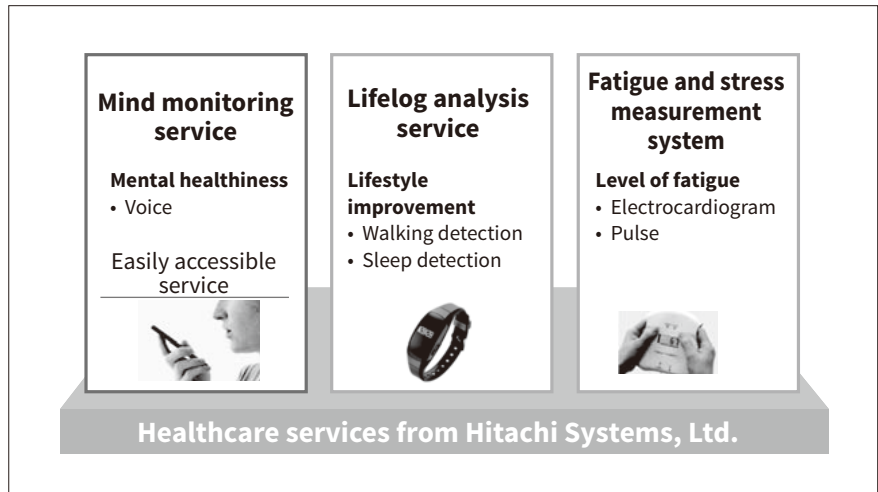 Mind monitoring
service
Mental healthiness
• Voice
Easily accessible
service
Lifelog analysis
service
Lifestyle
improvement
• Walking detection
• Sleep detection
Fatigue and stress
measurement
system
Level of fatigue
• Electrocardiogram
• Pulse
Healthcare services from Hitachi Systems, Ltd.